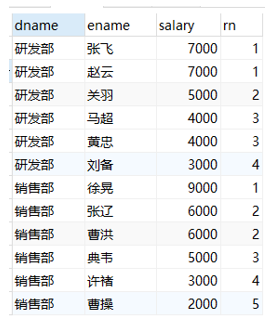 dname ename salary rn
研发部 张飞 7000 1
研发部 赵云 7000 1
研发部 关羽 5000 2
研发部 马超 4000 3
研发部 黄忠 4000 3
研发部 刘备 3000 4
销售部 徐晃 9000 1
销售部 张辽 6000 2
销售部 曹洪 6000 2
销售部 典韦 5000 3
销售部 许褚 3000 4
销售部 曹操 2000 5